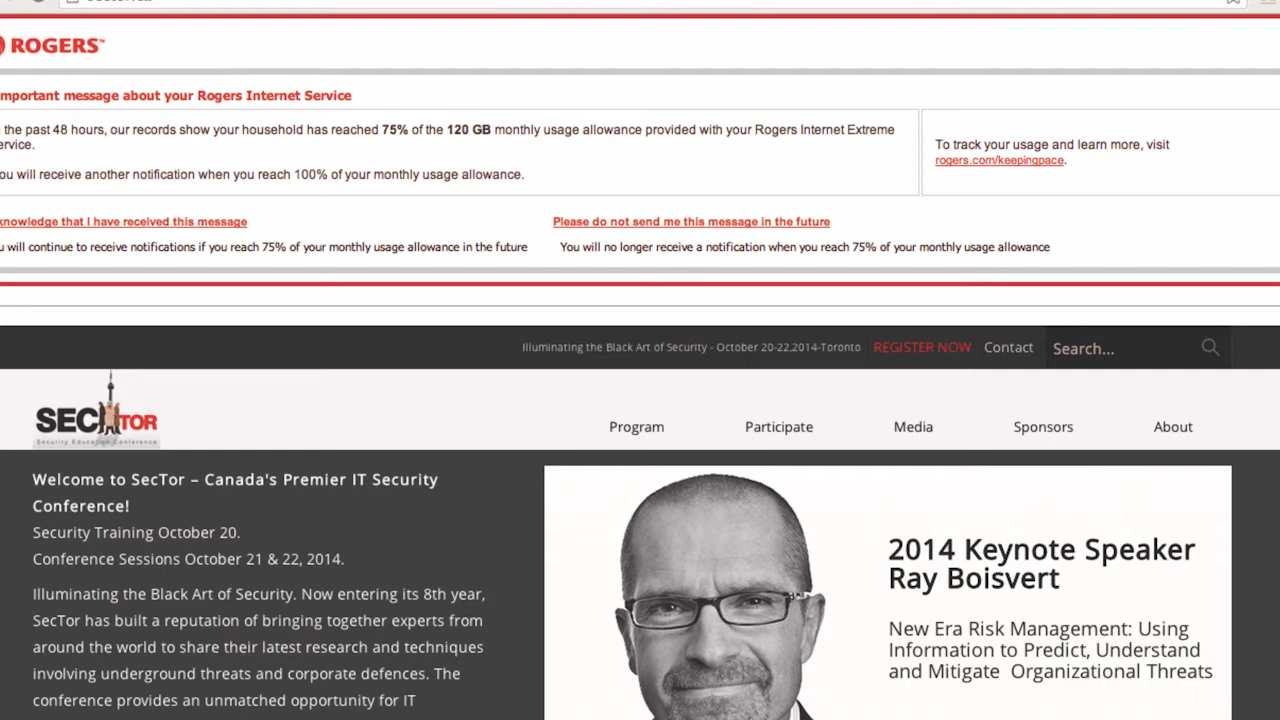 ROGERS™
mportant message about your Rogers Internet Service
the past 48 hours, our records show your household has reached 75% of the 120 GB monthly usage allowance provided with your Rogers Internet Extreme
ervice.
ou will receive another notification when you reach 100% of your monthly usage allowance.
To track your usage and learn more, visit
rogers.com/keepingpace.
knowledge that I have received this message
Please do not send me this message in the future
u will continue to receive notifications if you reach 75% of your monthly usage allowance in the future
You will no longer receive a notification when you reach 75% of your monthly usage allowance
Illuminating the Black Art of Security - October 20-22,2014-Toronto
REGISTER NOW
Contact
Search...
SECTOR
Security Education Conference
Program
Participate
Media
Sponsors
About
Welcome to SecTor – Canada's Premier IT Security
Conference!
Security Training October 20.
Conference Sessions October 21 & 22, 2014.
Illuminating the Black Art of Security. Now entering its 8th year,
SecTor has built a reputation of bringing together experts from
around the world to share their latest research and techniques
involving underground threats and corporate defences. The
conference provides an unmatched opportunity for IT
2014 Keynote Speaker
Ray Boisvert
New Era Risk Management: Using
Information to Predict, Understand
and Mitigate Organizational Threats